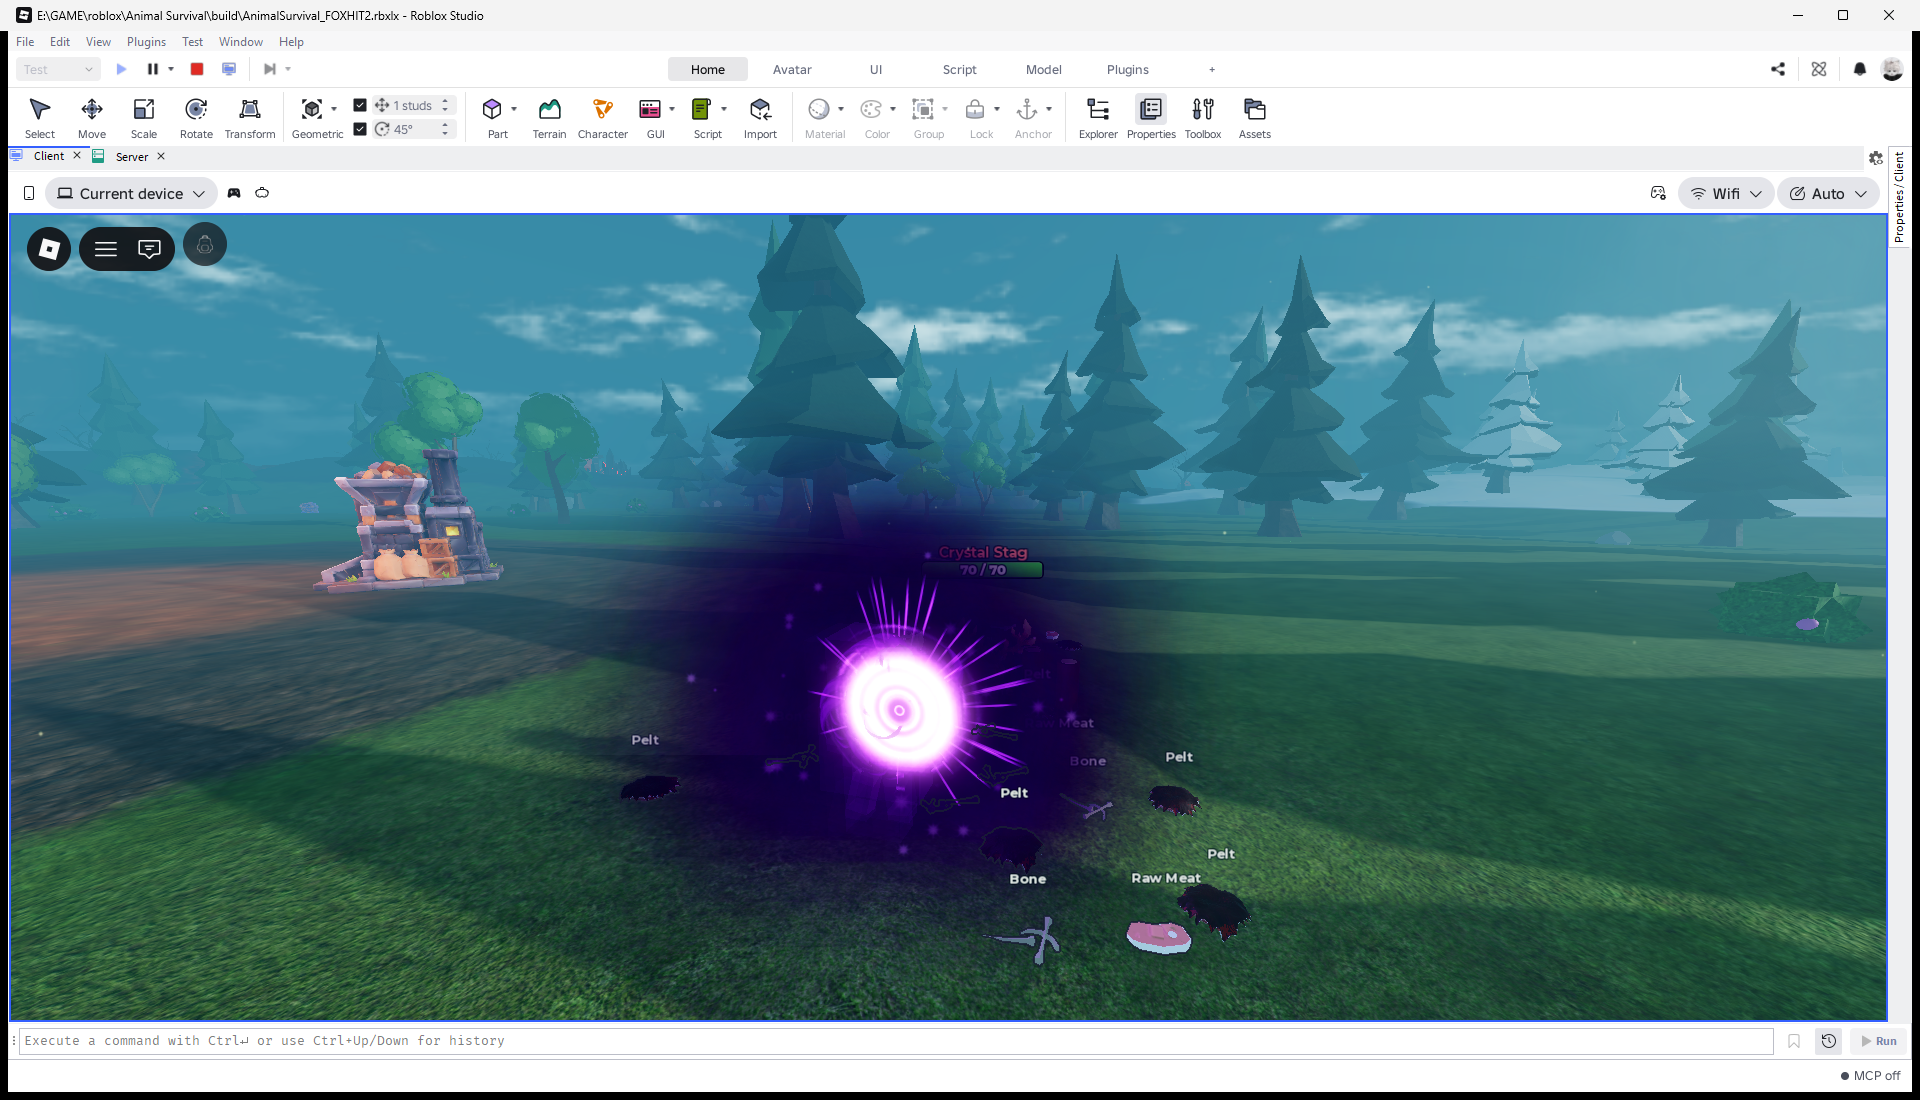 E:\GAME\roblox\Animal Survival\build\AnimalSurvival_FOXHIT2.rbxlx - Roblox Studio
File Edit View Plugins Test Window Help
Test
Home Avatar UI Script Model Plugins +
1 studs
45°
Select Move Scale Rotate Transform Geometric Part Terrain Character GUI Script Import Material Color Group Lock Anchor Explorer Properties Toolbox Assets
Client Server
Properties / Client
Current device
Wifi Auto
Crystal Stag
70 / 70
Meat
Pelt
Pelt
Bone
Pelt
Pelt
Bone
Raw Meat
Execute a command with Ctrl↵ or use Ctrl+Up/Down for history
Run
MCP off